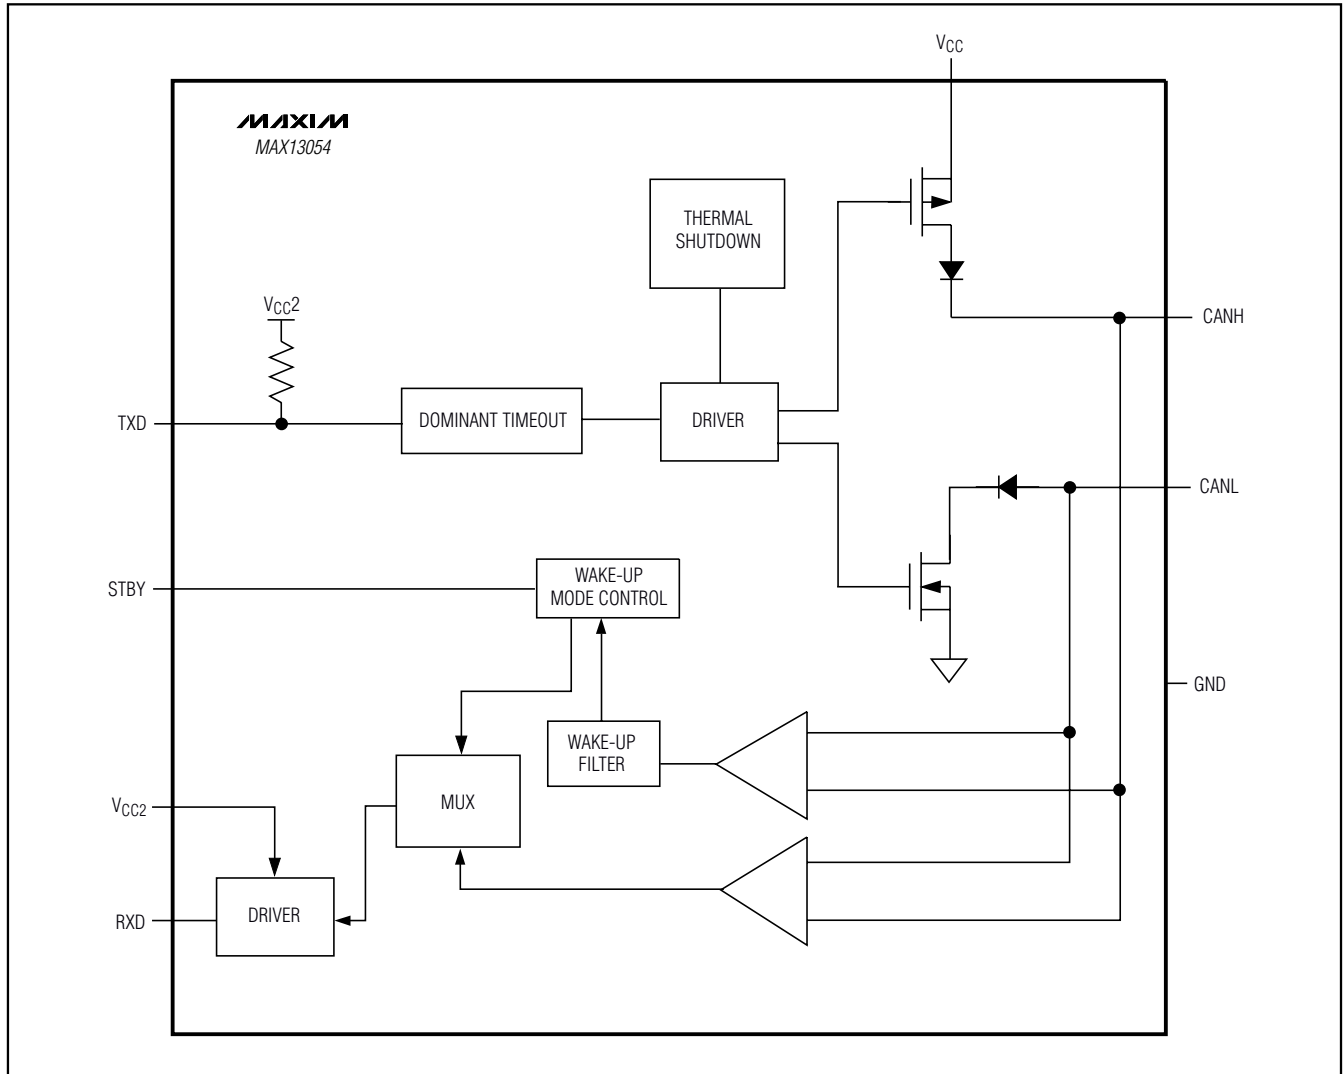 VCC
MAXIM
MAX13054
THERMAL
SHUTDOWN
VCC2
CANH
TXD
DOMINANT TIMEOUT
DRIVER
CANL
STBY
WAKE-UP
MODE CONTROL
GND
WAKE-UP
FILTER
VCC2
MUX
RXD
DRIVER